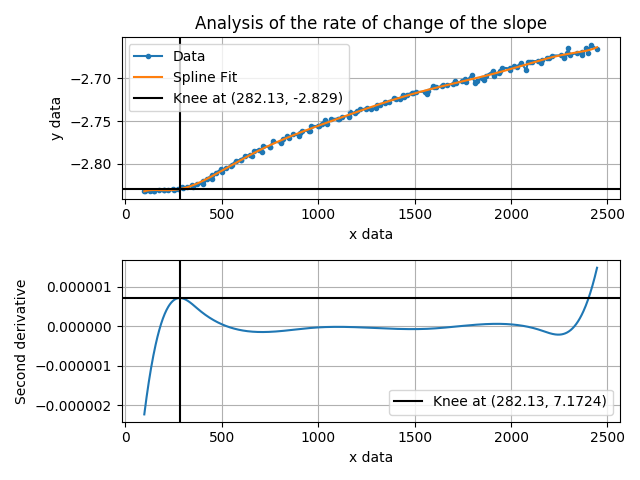 Analysis of the rate of change of the slope
Data
Spline Fit
Knee at (282.13, -2.829)
−2.70
−2.75
−2.80
y data
0
500
1000
1500
2000
2500
x data
0.000001
0.000000
−0.000001
−0.000002
Second derivative
Knee at (282.13, 7.1724)
0
500
1000
1500
2000
2500
x data